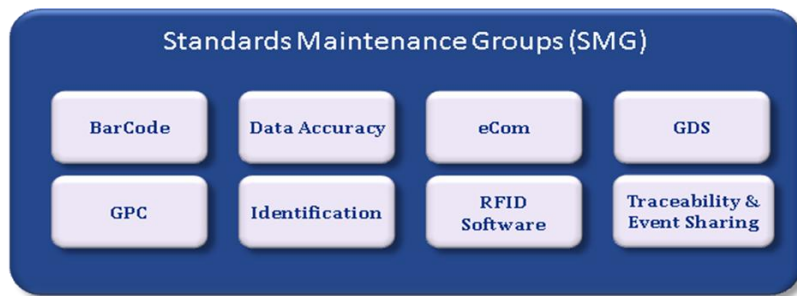 Standards Maintenance Groups (SMG)
BarCode
Data Accuracy
eCom
GDS
GPC
Identification
RFID
Software
Traceability &
Event Sharing